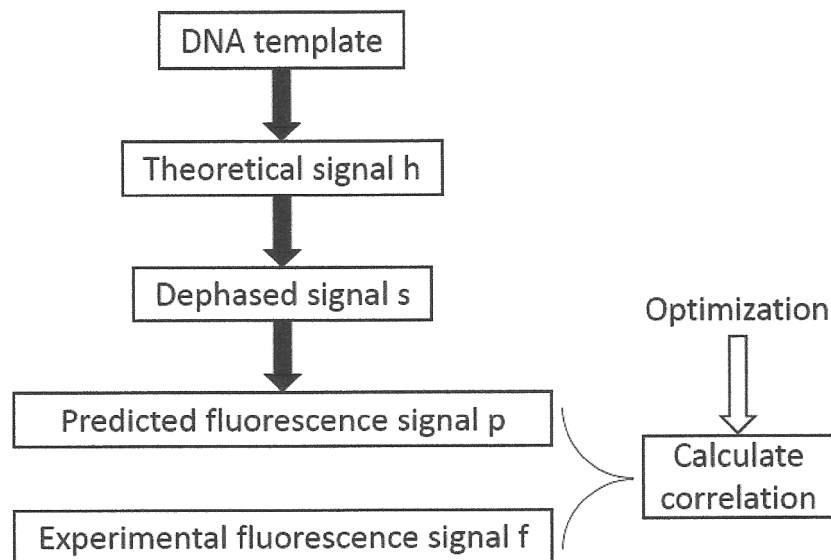 DNA template
Theoretical signal h
Dephased signal s
Optimization
Predicted fluorescence signal p
Calculate
correlation
Experimental fluorescence signal f